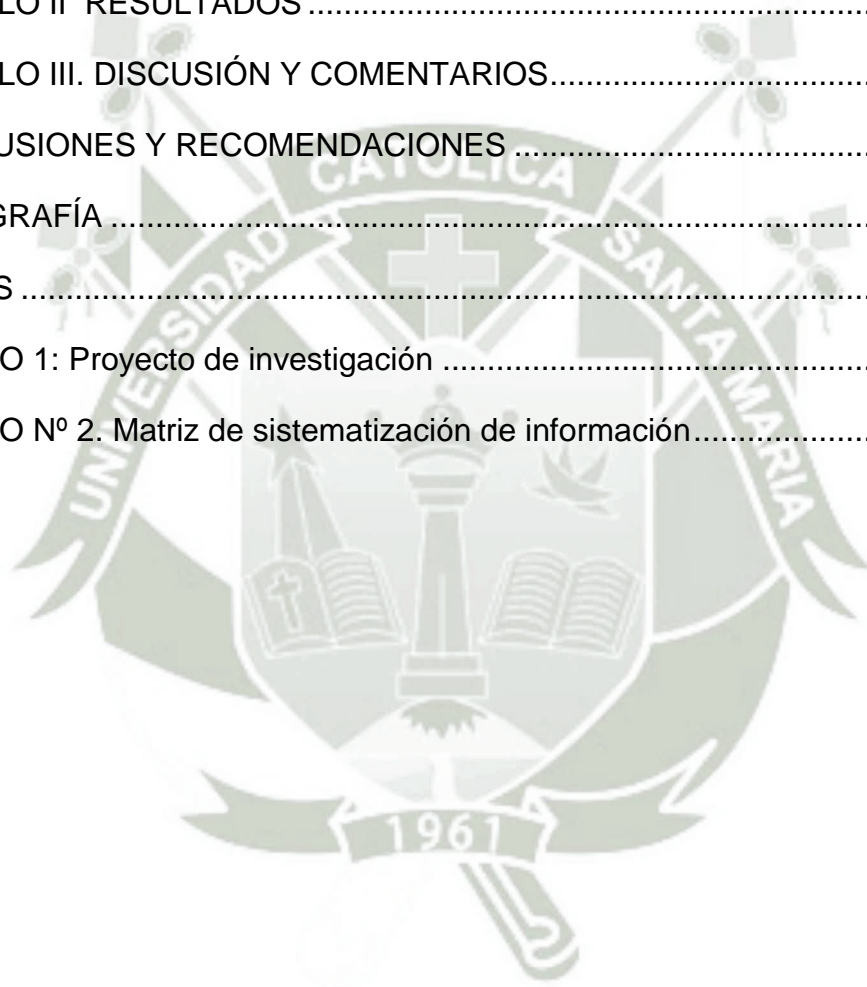 LO II RESULTADOS
LO III. DISCUSIÓN Y COMENTARIOS
USIONES Y RECOMENDACIONES
GRAFÍA
S
O 1: Proyecto de investigación
O Nº 2. Matriz de sistematización de información
UNIVERSIDAD CATOLICA SANTA MARIA
1961